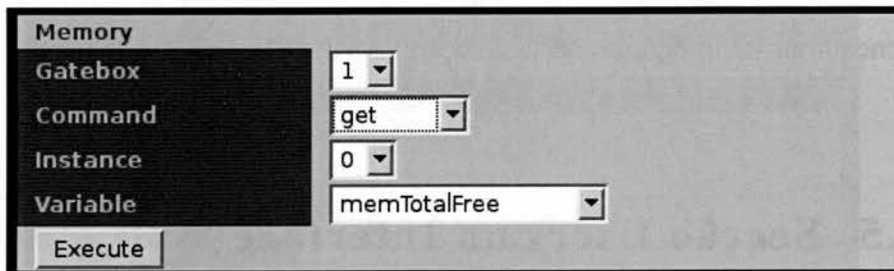 Memory
Gatebox 1
Command get
Instance 0
Variable memTotalFree
Execute